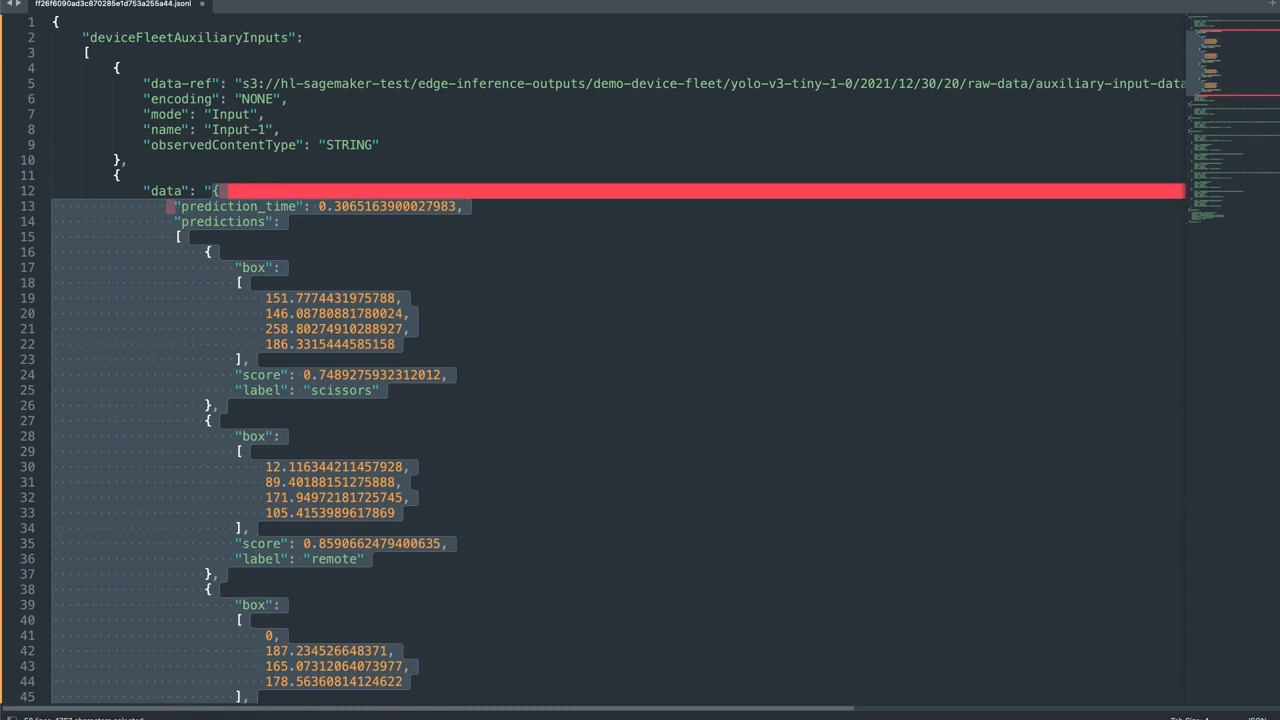 ff26f6090ad3c870285e1d753a255a44.jsonl
1 {
2 "deviceFleetAuxiliaryInputs":
3 [
4 {
5 "data-ref": "s3://hl-sagemaker-test/edge-inference-outputs/demo-device-fleet/yolo-v3-tiny-1-0/2021/12/30/20/raw-data/auxiliary-input-data
6 "encoding": "NONE",
7 "mode": "Input",
8 "name": "Input-1",
9 "observedContentType": "STRING"
10 },
11 {
12 "data": "{
13 "prediction_time": 0.3065163900027983,
14 "predictions":
15 [
16 {
17 "box":
18 [
19 151.7774431975788,
20 146.08780881780024,
21 258.80274910288927,
22 186.3315444585158
23 ],
24 "score": 0.7489275932312012,
25 "label": "scissors"
26 },
27 {
28 "box":
29 [
30 12.116344211457928,
31 89.40188151275888,
32 171.94972181725745,
33 105.4153989617869
34 ],
35 "score": 0.8590662479400635,
36 "label": "remote"
37 },
38 {
39 "box":
40 [
41 0,
42 187.234526648371,
43 165.07312064073977,
44 178.56360814124622
45 ],